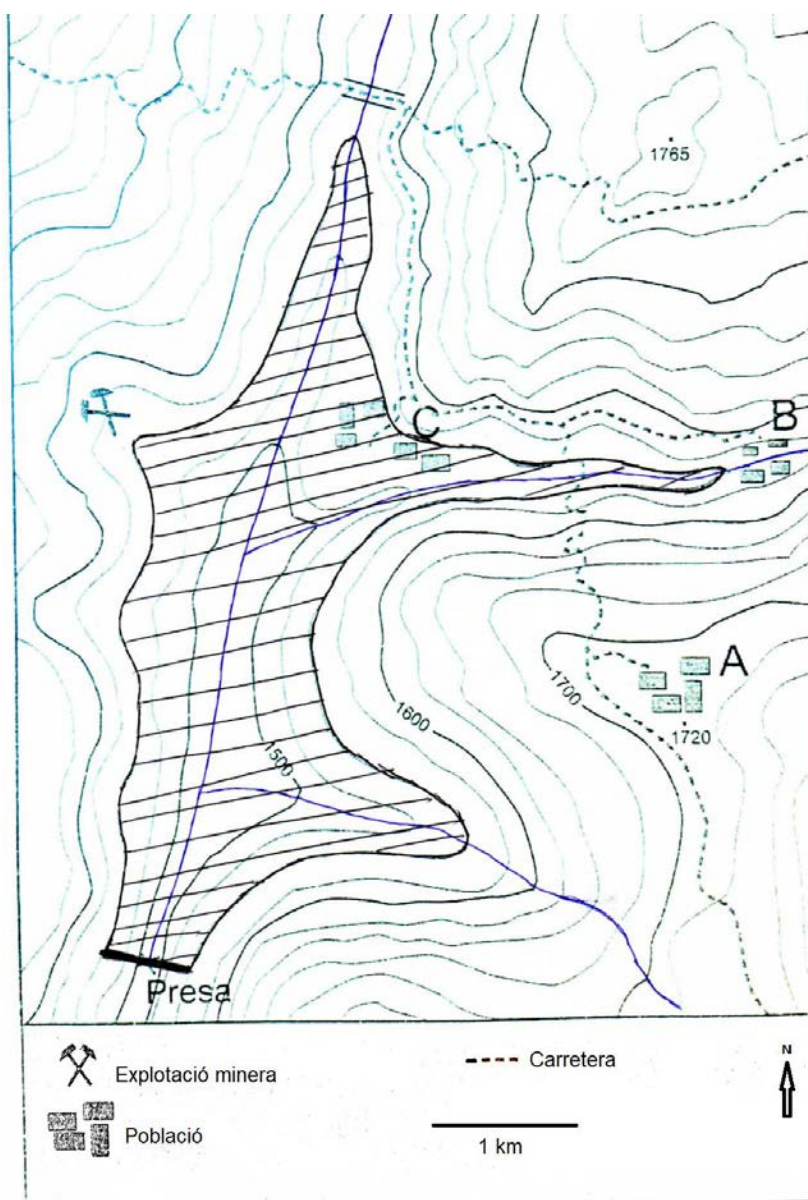 1765
C
B
A
1700
1600
1720
1500
Presa
Explotació minera
Carretera
N
Població
1 km